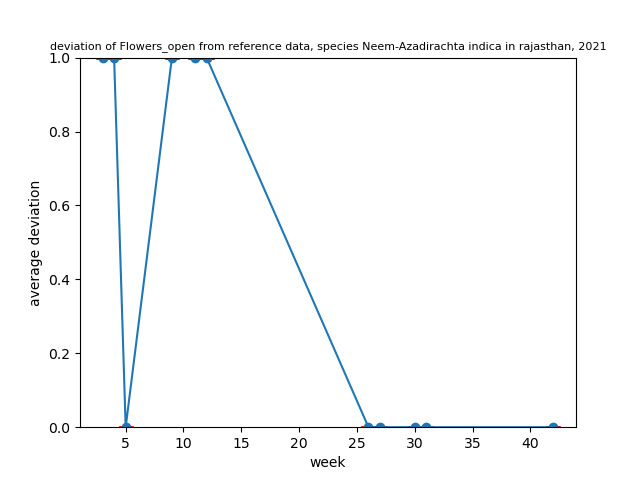 deviation of Flowers_open from reference data, species Neem-Azadirachta indica in rajasthan, 2021
1.0
0.8
0.6
0.4
0.2
0.0
average deviation
5 10 15 20 25 30 35 40
week